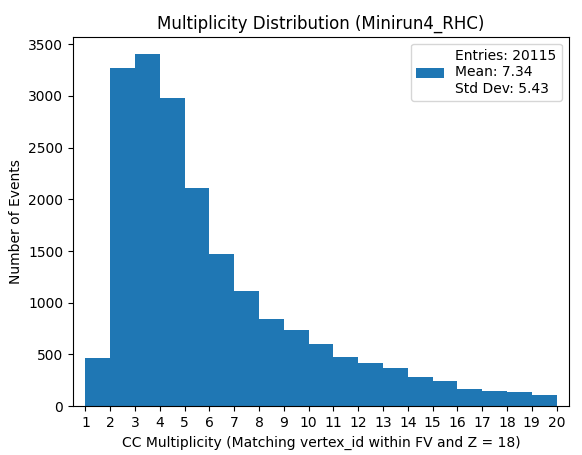 Multiplicity Distribution (Minirun4_RHC)
Entries: 20115
Mean: 7.34
Std Dev: 5.43
Number of Events
3500
3000
2500
2000
1500
1000
500
0
1 2 3 4 5 6 7 8 9 10 11 12 13 14 15 16 17 18 19 20
CC Multiplicity (Matching vertex_id within FV and Z = 18)